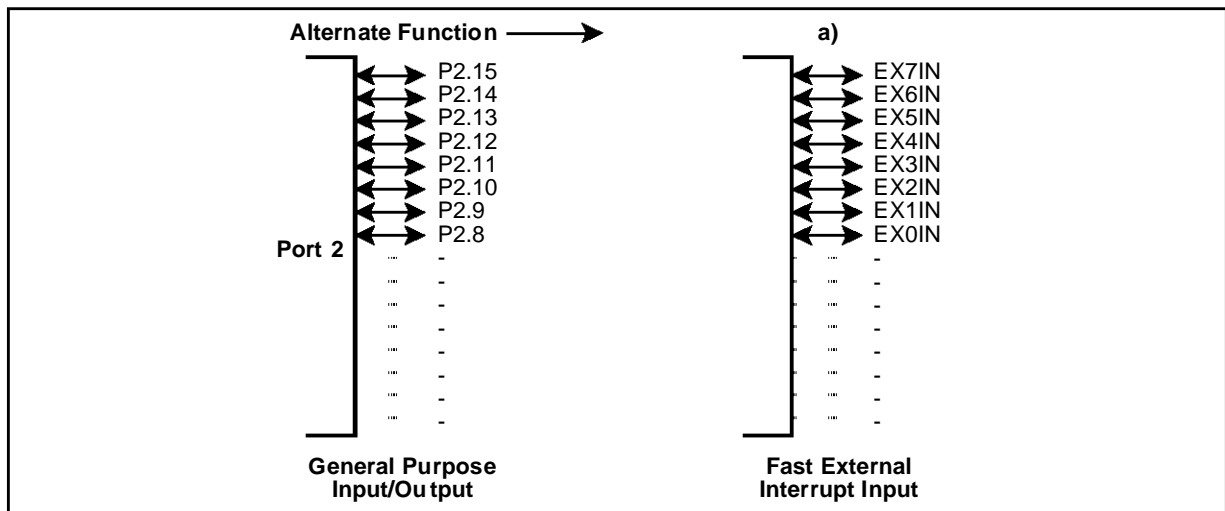 Alternate Function a)
P2.15 EX7IN
P2.14 EX6IN
P2.13 EX5IN
P2.12 EX4IN
P2.11 EX3IN
P2.10 EX2IN
P2.9 EX1IN
P2.8 EX0IN
Port 2
- -
- -
- -
- -
- -
- -
- -
- -
General Purpose Fast External
Input/Output Interrupt Input